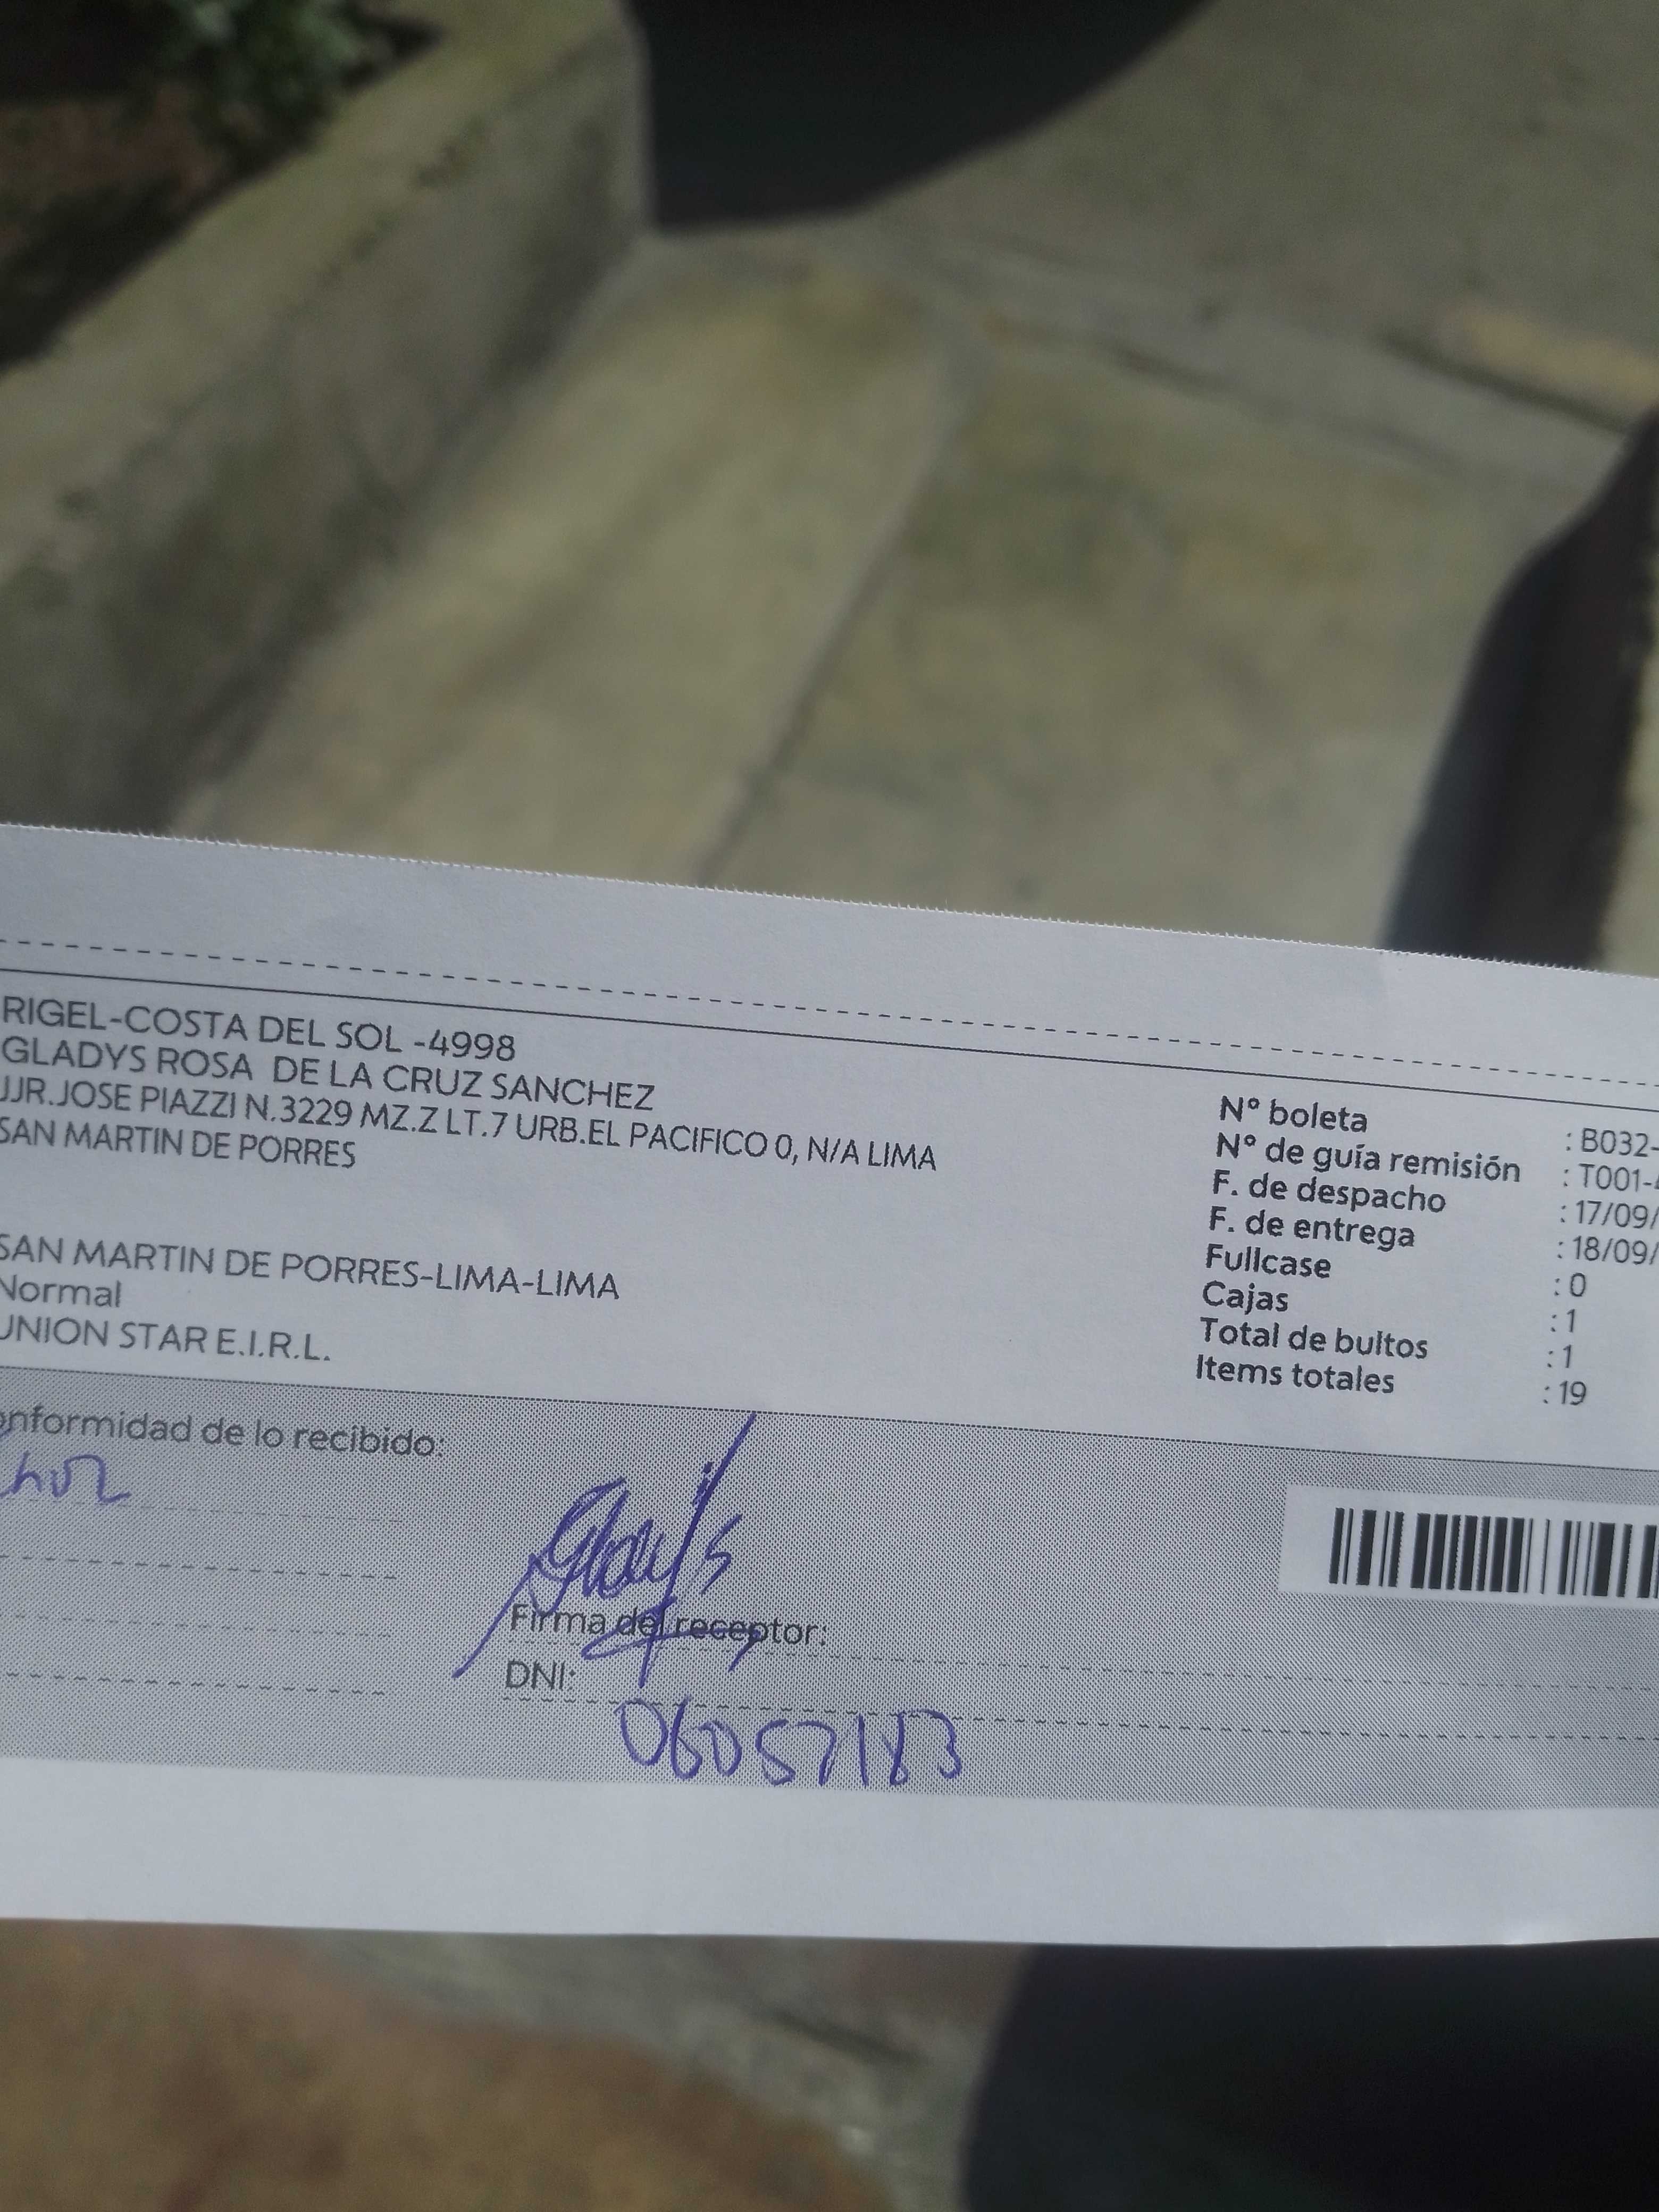 RIGEL-COSTA DEL SOL -4998
GLADYS ROSA DE LA CRUZ SANCHEZ
JJR.JOSE PIAZZI N.3229 MZ.Z LT.7 URB.EL PACIFICO 0, N/A LIMA
SAN MARTIN DE PORRES
SAN MARTIN DE PORRES-LIMA-LIMA
Normal
UNION STAR E.I.R.L.
N° boleta : B032-
N° de guía remisión : T001-
F. de despacho : 17/09/
F. de entrega : 18/09/
Fullcase : 0
Cajas : 1
Total de bultos : 1
Items totales : 19
onformidad de lo recibido:
Gladys
Firma del receptor:
DNI:
06057183